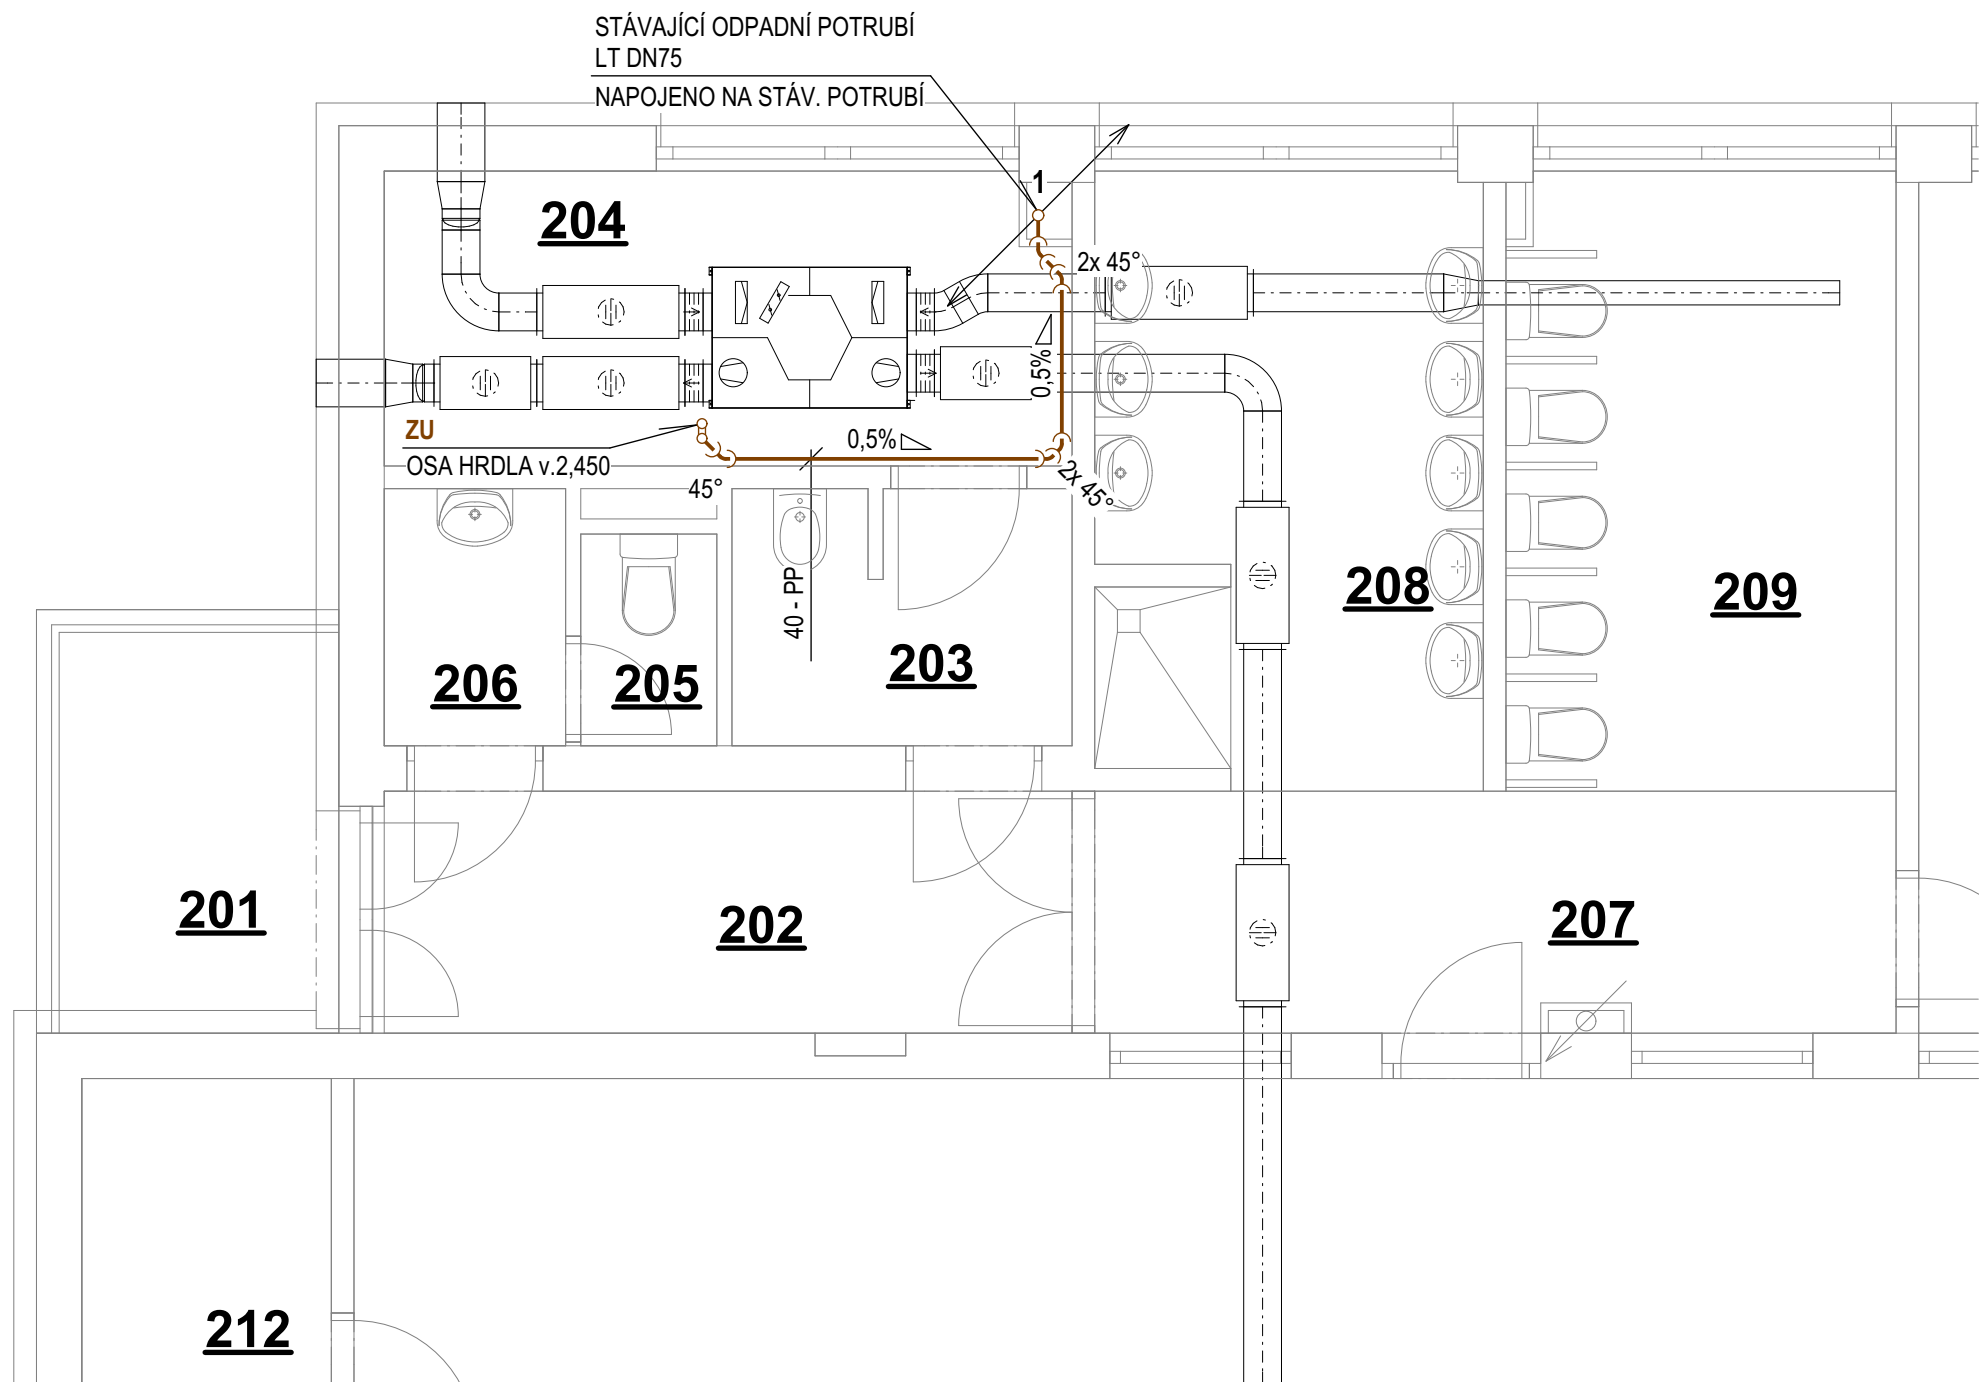 STÁVAJÍCÍ ODPADNÍ POTRUBÍ
LT DN75
NAPOJENO NA STÁV. POTRUBÍ
1
204
2x 45°
0,5%
ZU
OSA HRDLA v.2,450
0,5%
45°
2x 45°
40 - PP
206
205
203
208
209
201
202
207
212